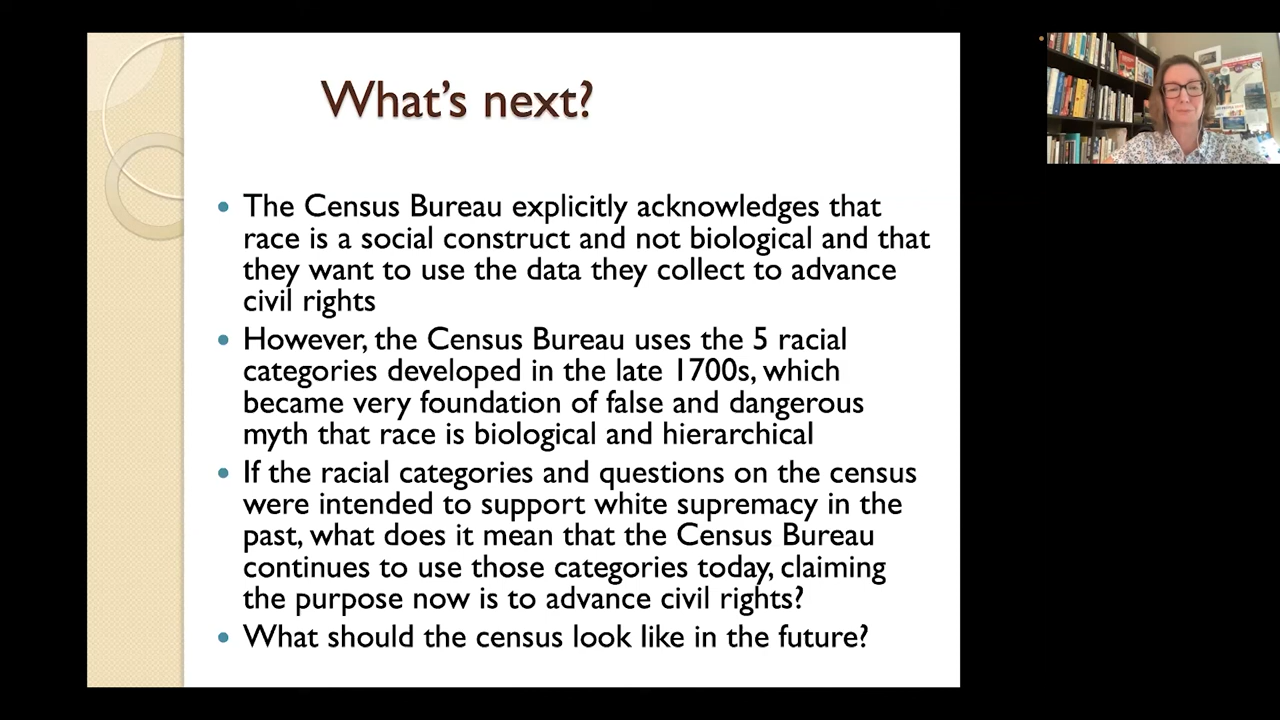 What's next?
The Census Bureau explicitly acknowledges that
race is a social construct and not biological and that
they want to use the data they collect to advance
civil rights
However, the Census Bureau uses the 5 racial
categories developed in the late 1700s, which
became very foundation of false and dangerous
myth that race is biological and hierarchical
If the racial categories and questions on the census
were intended to support white supremacy in the
past, what does it mean that the Census Bureau
continues to use those categories today, claiming
the purpose now is to advance civil rights?
What should the census look like in the future?